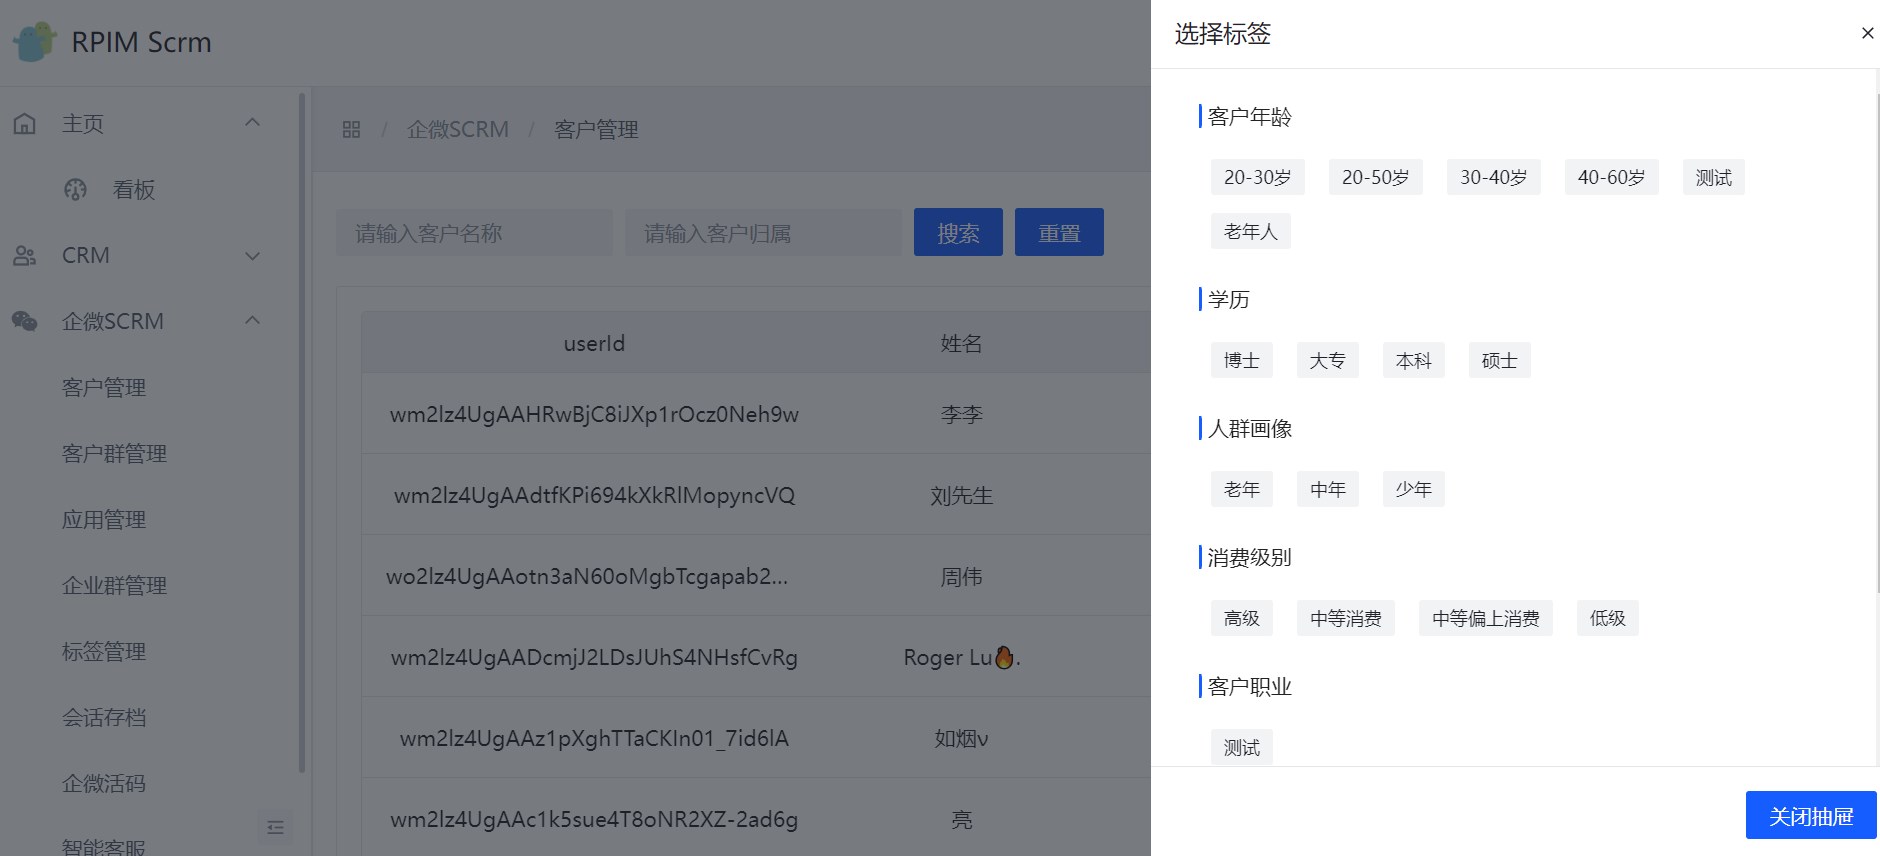 RPIM Scrm
主页
看板
CRM
企微SCRM
客户管理
客户群管理
应用管理
企业群管理
标签管理
会话存档
企微活码
智能客服
/ 企微SCRM / 客户管理
请输入客户名称 请输入客户归属 搜索 重置
userId 姓名
wm2lz4UgAAHRwBjC8iJXp1rOcz0Neh9w 李李
wm2lz4UgAAdtfKPi694kXkRlMopyncVQ 刘先生
wo2lz4UgAAotn3aN60oMgbTcgapab2... 周伟
wm2lz4UgAADcmjJ2LDsJUhS4NHsfCvRg Roger Lu🔥.
wm2lz4UgAAz1pXghTTaCKIn01_7id6lA 如烟ν
wm2lz4UgAAc1k5sue4T8oNR2XZ-2ad6g 亮
选择标签
客户年龄
20-30岁 20-50岁 30-40岁 40-60岁 测试
老年人
学历
博士 大专 本科 硕士
人群画像
老年 中年 少年
消费级别
高级 中等消费 中等偏上消费 低级
客户职业
测试
关闭抽屉